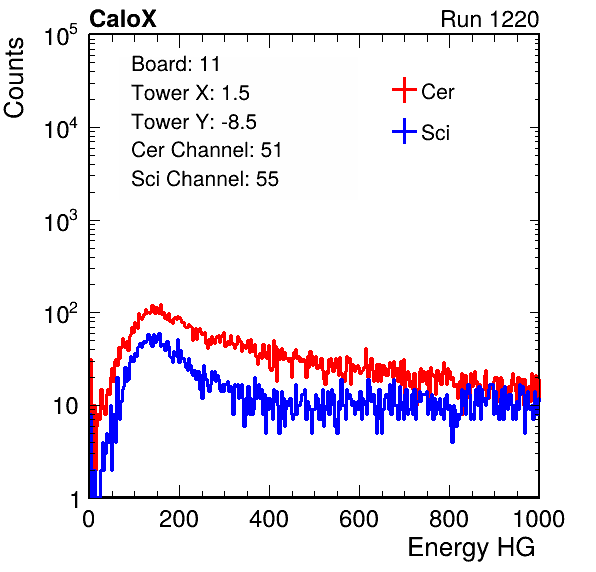 CaloX Run 1220
Counts
Board: 11
Tower X: 1.5
Tower Y: -8.5
Cer Channel: 51
Sci Channel: 55
Cer
Sci
10^5
10^4
10^3
10^2
10
1
0 200 400 600 800 1000
Energy HG